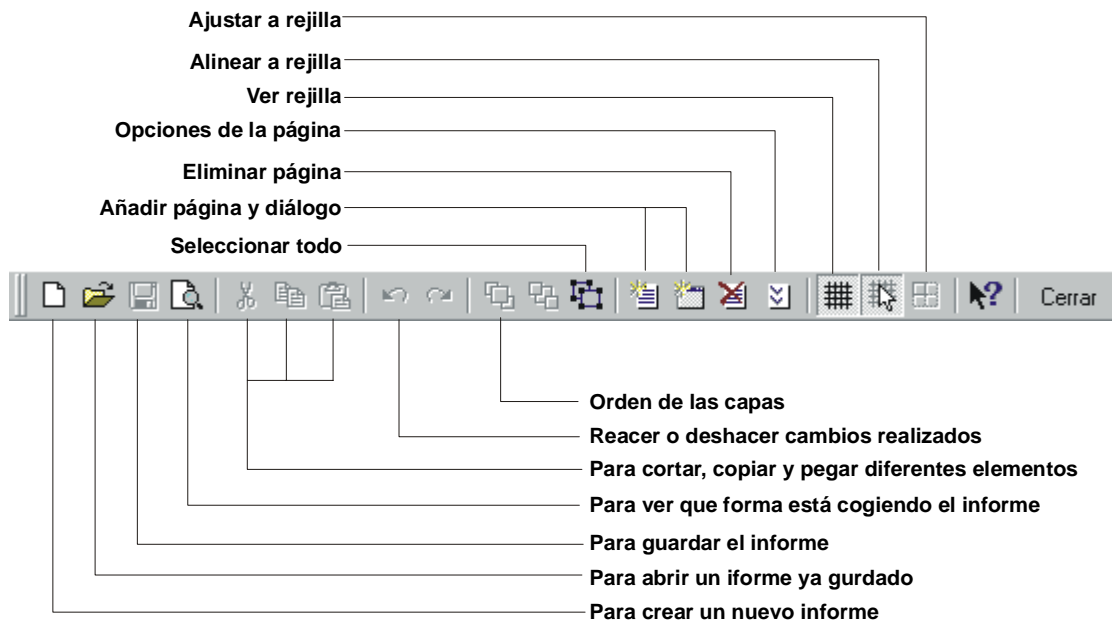 Ajustar a rejilla
Alinear a rejilla
Ver rejilla
Opciones de la página
Eliminar página
Añadir página y diálogo
Seleccionar todo
Cerrar
Orden de las capas
Reacer o deshacer cambios realizados
Para cortar, copiar y pegar diferentes elementos
Para ver que forma está cogiendo el informe
Para guardar el informe
Para abrir un iforme ya gurdado
Para crear un nuevo informe